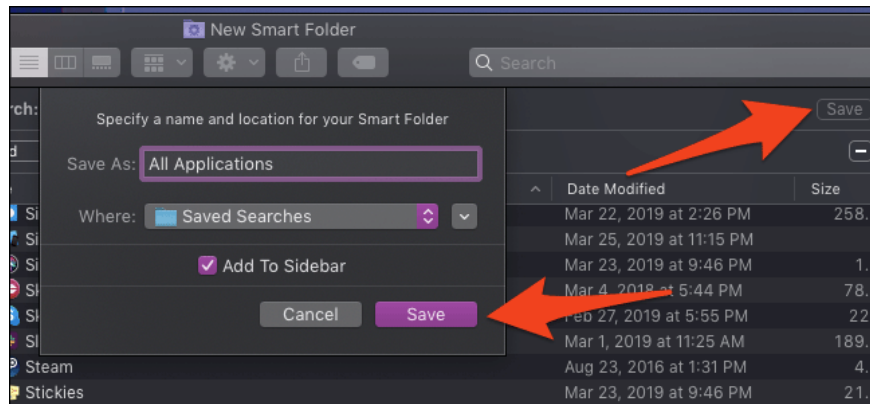 New Smart Folder
Search
Save
Specify a name and location for your Smart Folder
Save As: All Applications
Where: Saved Searches
Add To Sidebar
Cancel Save
Date Modified Size
Mar 22, 2019 at 2:26 PM 258.
Mar 25, 2019 at 11:15 PM
Mar 23, 2019 at 9:46 PM 1.
Mar 4, 2018 at 5:44 PM 78.
Feb 27, 2019 at 5:55 PM 22
Mar 1, 2019 at 11:25 AM 189.
Steam Aug 23, 2016 at 1:31 PM 4.
Stickies Mar 23, 2019 at 9:46 PM 21.